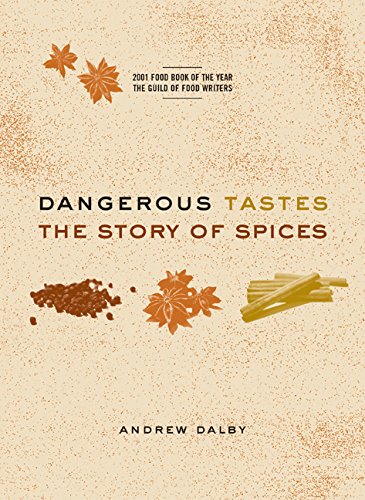 2001 FOOD BOOK OF THE YEAR
THE GUILD OF FOOD WRITERS
DANGEROUS TASTES
THE STORY OF SPICES
ANDREW DALBY